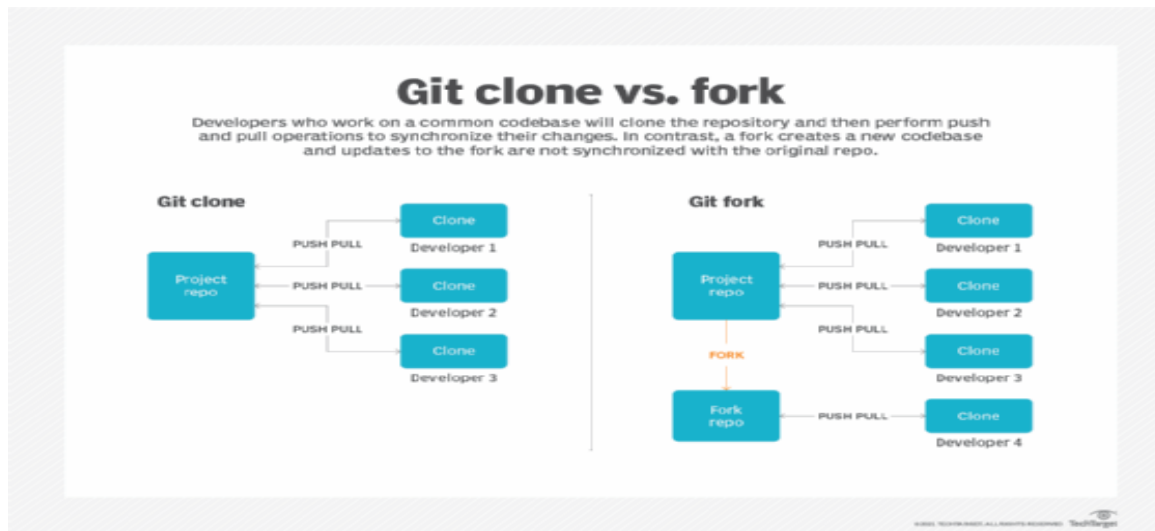 Git clone vs. fork
Developers who work on a common codebase will clone the repository and then perform push
and pull operations to synchronize their changes. In contrast, a fork creates a new codebase
and updates to the fork are not synchronized with the original repo.
Git clone
Project
repo
PUSH PULL
Clone
Developer 1
PUSH PULL
Clone
Developer 2
PUSH PULL
Clone
Developer 3
Git fork
Project
repo
PUSH PULL
Clone
Developer 1
PUSH PULL
Clone
Developer 2
PUSH PULL
Clone
Developer 3
FORK
Fork
repo
PUSH PULL
Clone
Developer 4
TECHTARGET, ALL RIGHTS RESERVED TechTarget